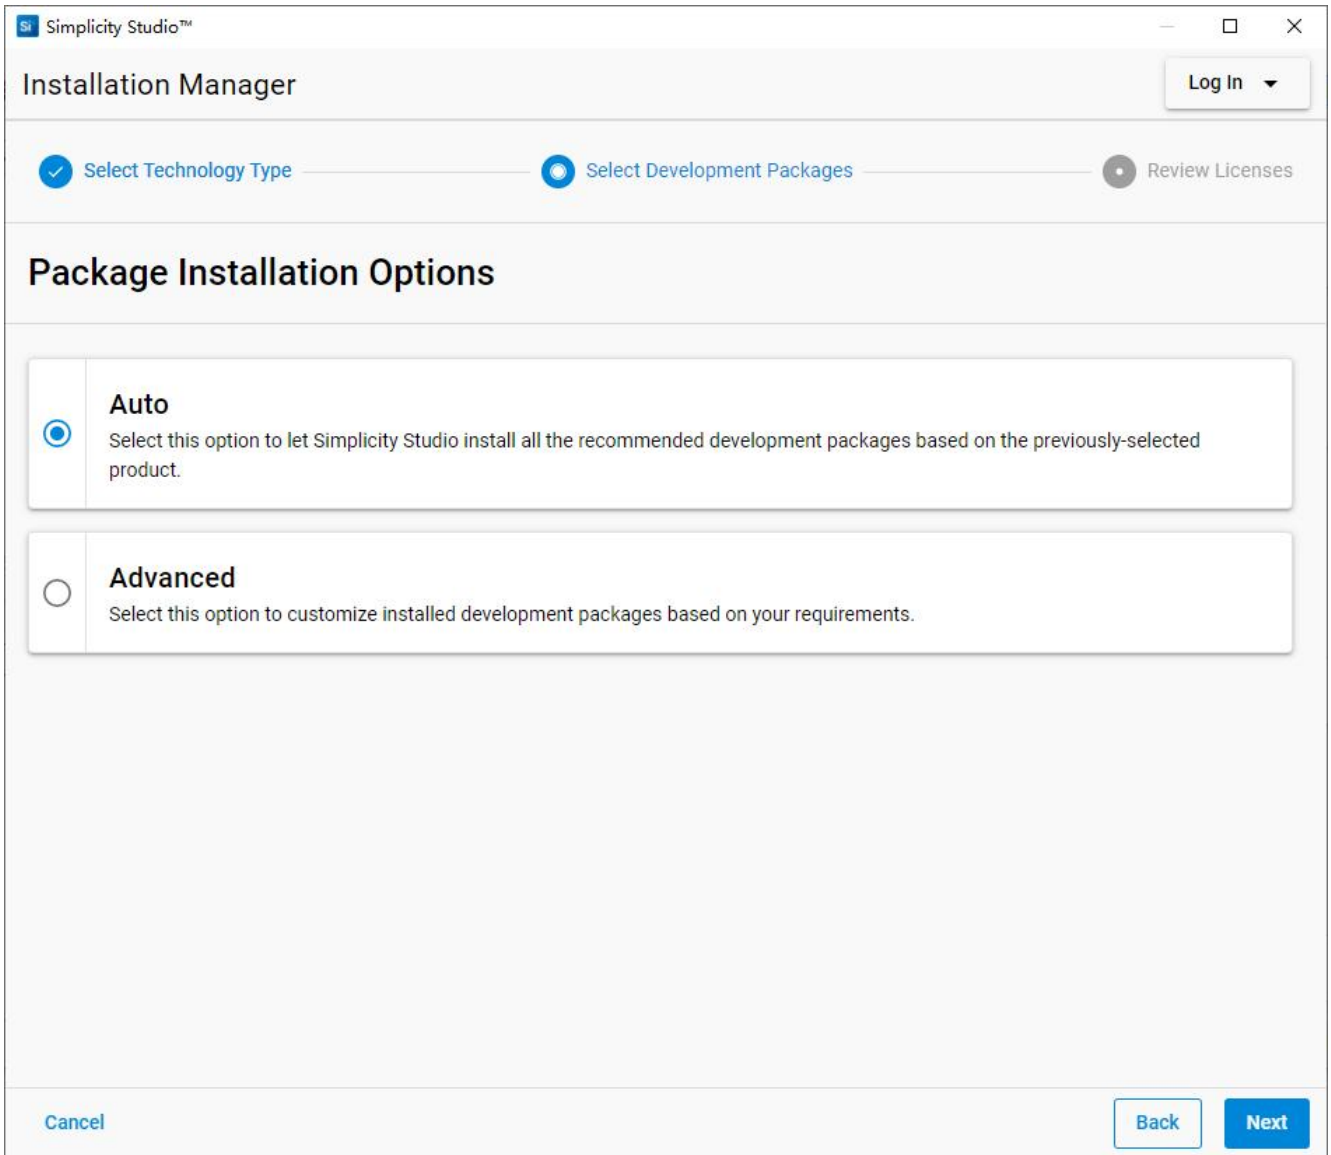 Si Simplicity Studio™
Installation Manager
Log In
Select Technology Type
Select Development Packages
Review Licenses
Package Installation Options
Auto
Select this option to let Simplicity Studio install all the recommended development packages based on the previously-selected
product.
Advanced
Select this option to customize installed development packages based on your requirements.
Cancel
Back
Next